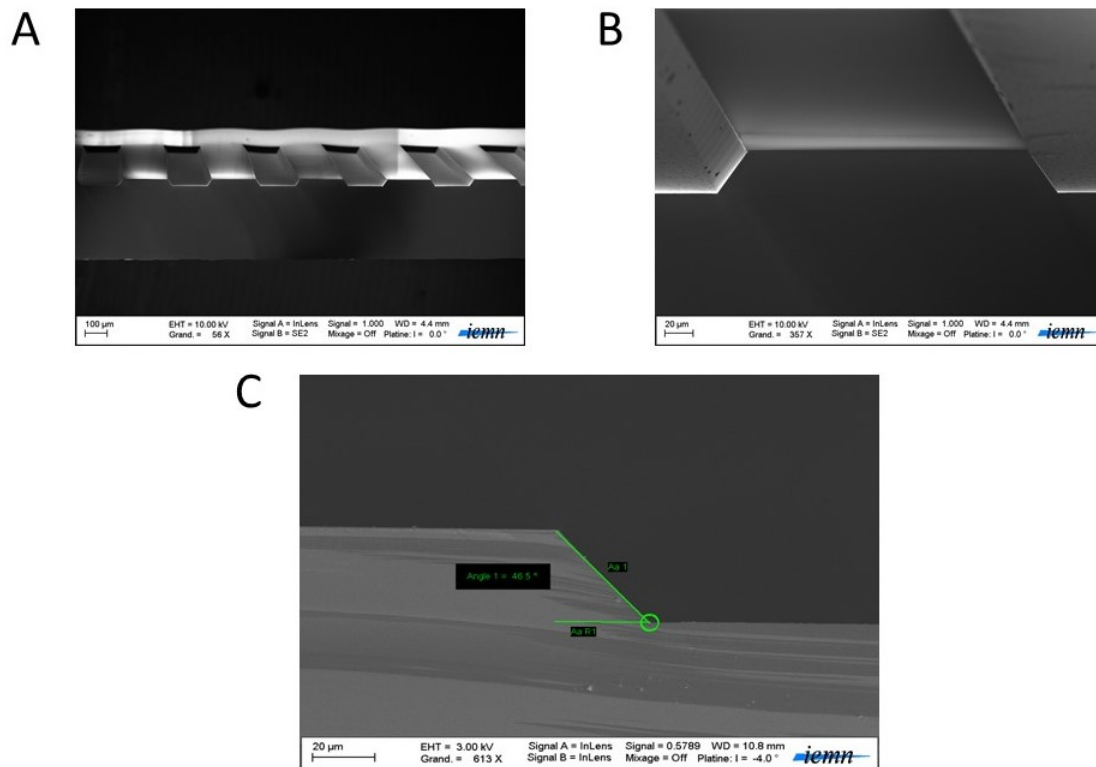 A
B
100 µm
EHT = 10.00 kV Signal A = InLens Signal = 1.000 WD = 4.4 mm
Grand. = 56 X Signal B = SE2 Mixage = Off Platine: I = 0.0 °
iemn
20 µm
EHT = 10.00 kV Signal A = InLens Signal = 1.000 WD = 4.4 mm
Grand. = 357 X Signal B = SE2 Mixage = Off Platine: I = 0.0 °
iemn
C
Aa 1
Angle 1 = 46.5 °
Aa R1
20 µm
EHT = 3.00 kV Signal A = InLens Signal = 0.5789 WD = 10.8 mm
Grand. = 613 X Signal B = InLens Mixage = Off Platine: I = -4.0 °
iemn